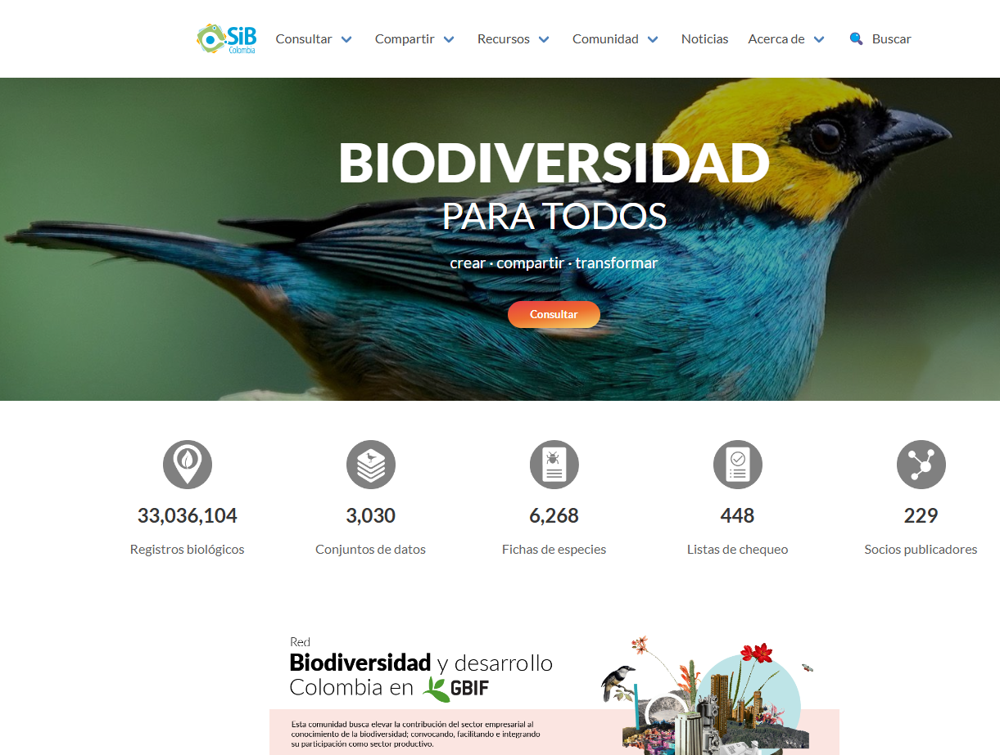 SiB
Colombia
Consultar
Compartir
Recursos
Comunidad
Noticias
Acerca de
Buscar
BIODIVERSIDAD
PARA TODOS
crear · compartir · transformar
Consultar
33,036,104
Registros biológicos
3,030
Conjuntos de datos
6,268
Fichas de especies
448
Listas de chequeo
229
Socios publicadores
Red
Biodiversidad y desarrollo
Colombia en GBIF
Esta comunidad busca elevar la contribución del sector empresarial al
conocimiento de la biodiversidad; convocando, facilitando e integrando
su participación como sector productivo.